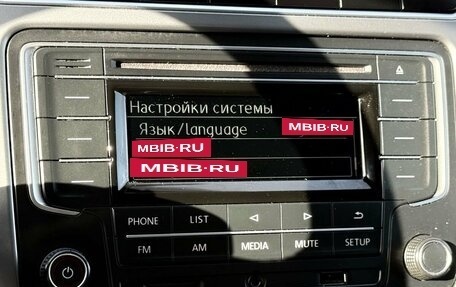 Настройки системы
Язык/language MBIB·RU
MBIB·RU
MBIB·RU
PHONE LIST
FM AM MEDIA MUTE SETUP